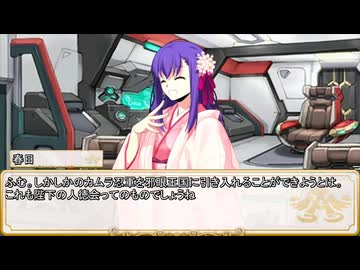 春日
ふむ。しかしかのカムラ忍軍を邪眼王国に引き入れることができようとは。
これも陛下の人徳会ってのものでしょうね